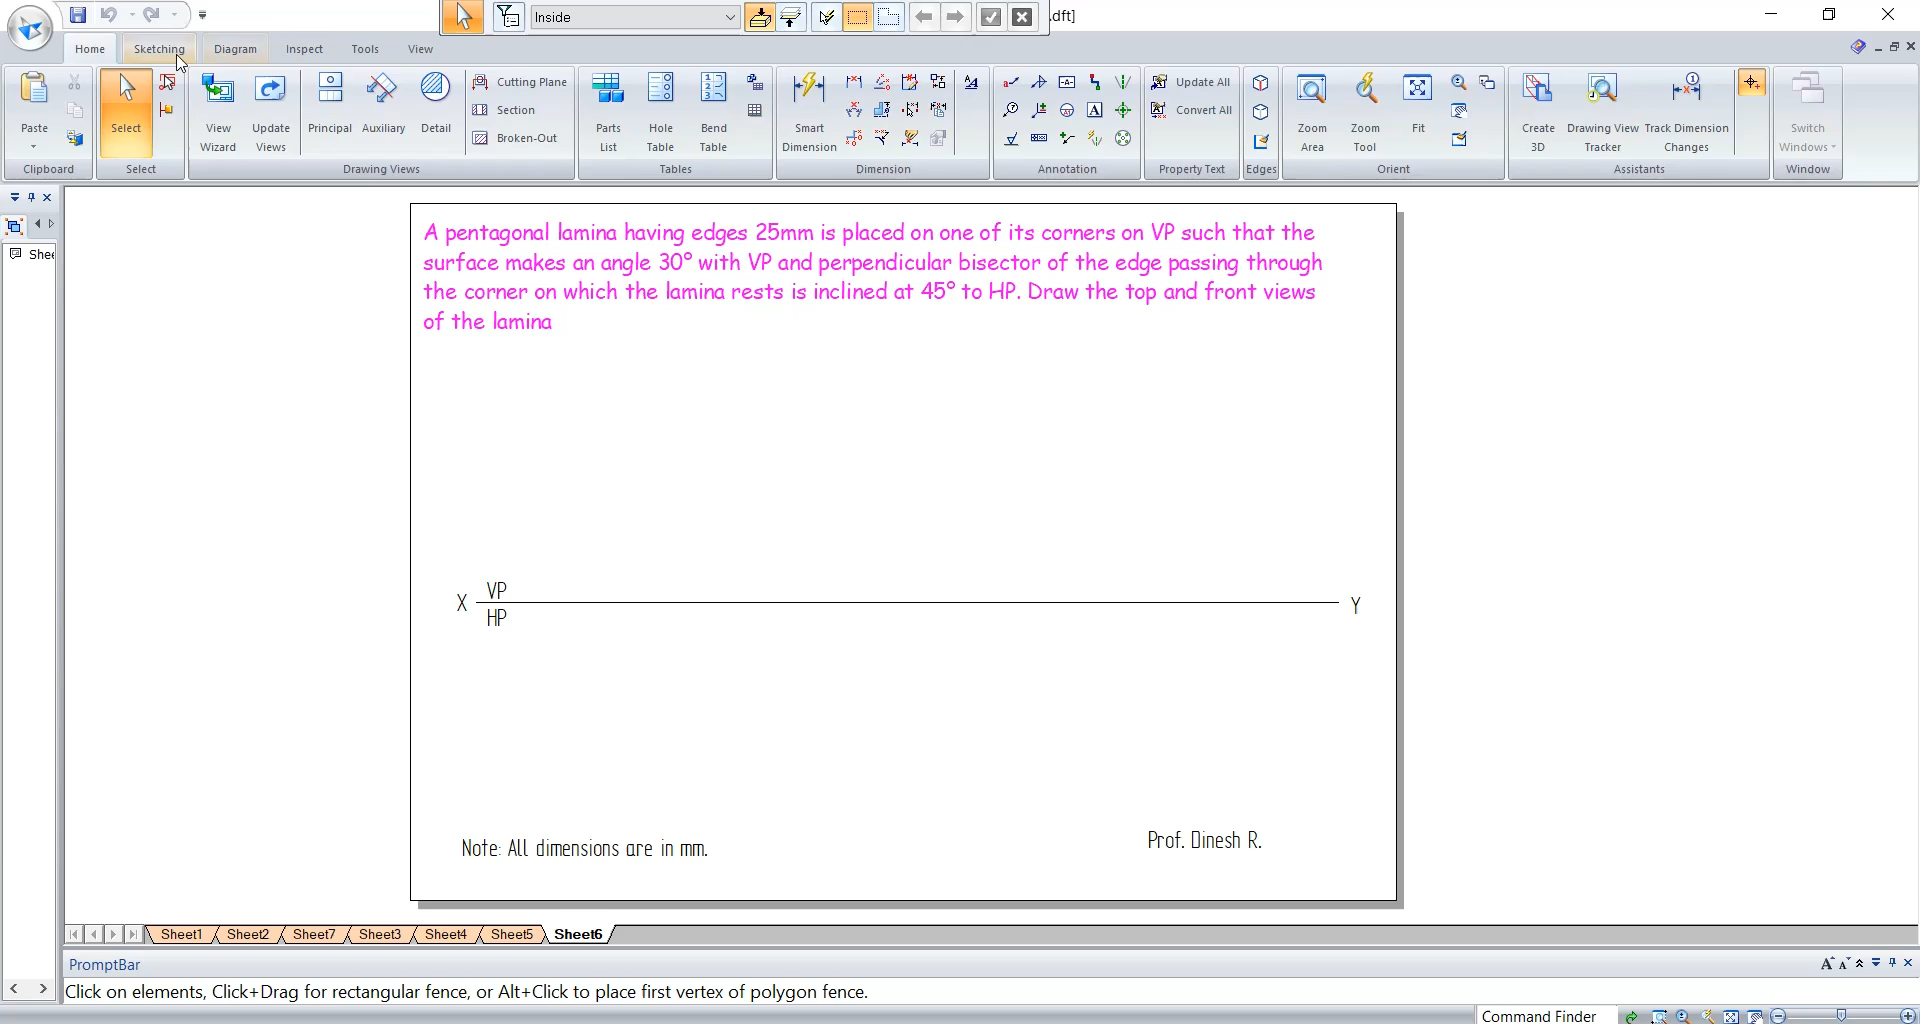 .dft]
Inside
Home Sketching Diagram Inspect Tools View
Paste
Clipboard
Select
Select
View Wizard
Update Views
Principal
Auxiliary
Detail
Cutting Plane
Section
Broken-Out
Drawing Views
Parts List
Hole Table
Bend Table
Tables
Smart Dimension
Dimension
Annotation
Update All
Convert All
Property Text
Edges
Zoom Area
Zoom Tool
Fit
Orient
Create 3D
Drawing View Tracker
Track Dimension Changes
Assistants
Switch Windows
Window
Shee
A pentagonal lamina having edges 25mm is placed on one of its corners on VP such that the
surface makes an angle 30° with VP and perpendicular bisector of the edge passing through
the corner on which the lamina rests is inclined at 45° to HP. Draw the top and front views
of the lamina
X VP
HP
Y
Note: All dimensions are in mm.
Prof. Dinesh R.
Sheet1 Sheet2 Sheet7 Sheet3 Sheet4 Sheet5 Sheet6
PromptBar
Click on elements, Click+Drag for rectangular fence, or Alt+Click to place first vertex of polygon fence.
Command Finder